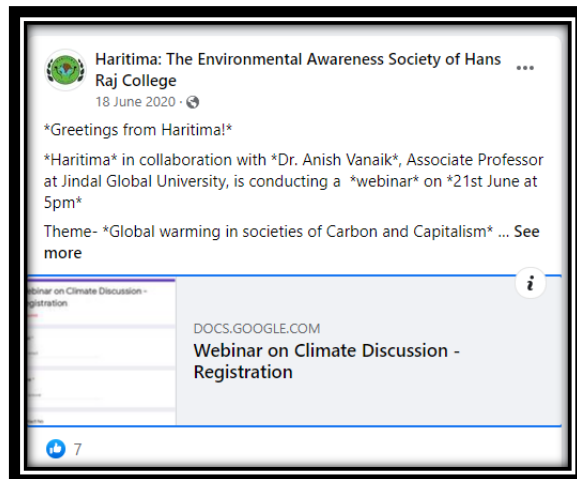 Haritima: The Environmental Awareness Society of Hans
Raj College
18 June 2020 ·
*Greetings from Haritima!*
*Haritima* in collaboration with *Dr. Anish Vanaik*, Associate Professor
at Jindal Global University, is conducting a *webinar* on *21st June at
5pm*
Theme- *Global warming in societies of Carbon and Capitalism* ... See
more
ebinar on Climate Discussion -
gistration
DOCS.GOOGLE.COM
Webinar on Climate Discussion -
Registration
7